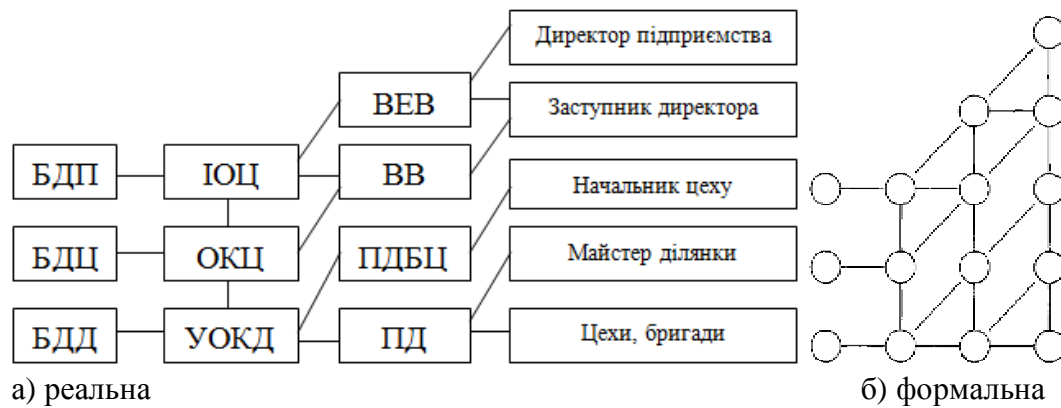 Директор підприємства
ВЕВ
Заступник директора
БДП
ІОЦ
ВВ
Начальник цеху
БДЦ
ОКЦ
ПДБЦ
Майстер ділянки
БДД
УОКД
ПД
Цехи, бригади
а) реальна
б) формальна